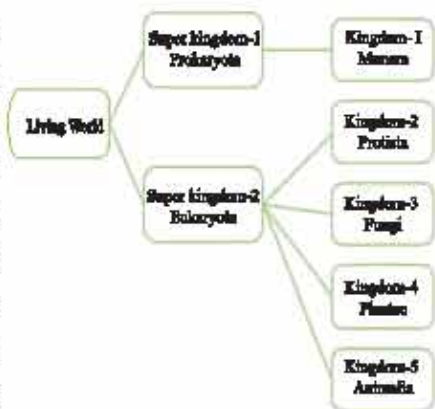 Super kingdom-1
Prokaryota
Kingdom-1
Monera
Living World
Kingdom-2
Protista
Super kingdom-2
Eukaryota
Kingdom-3
Fungi
Kingdom-4
Plantae
Kingdom-5
Animalia